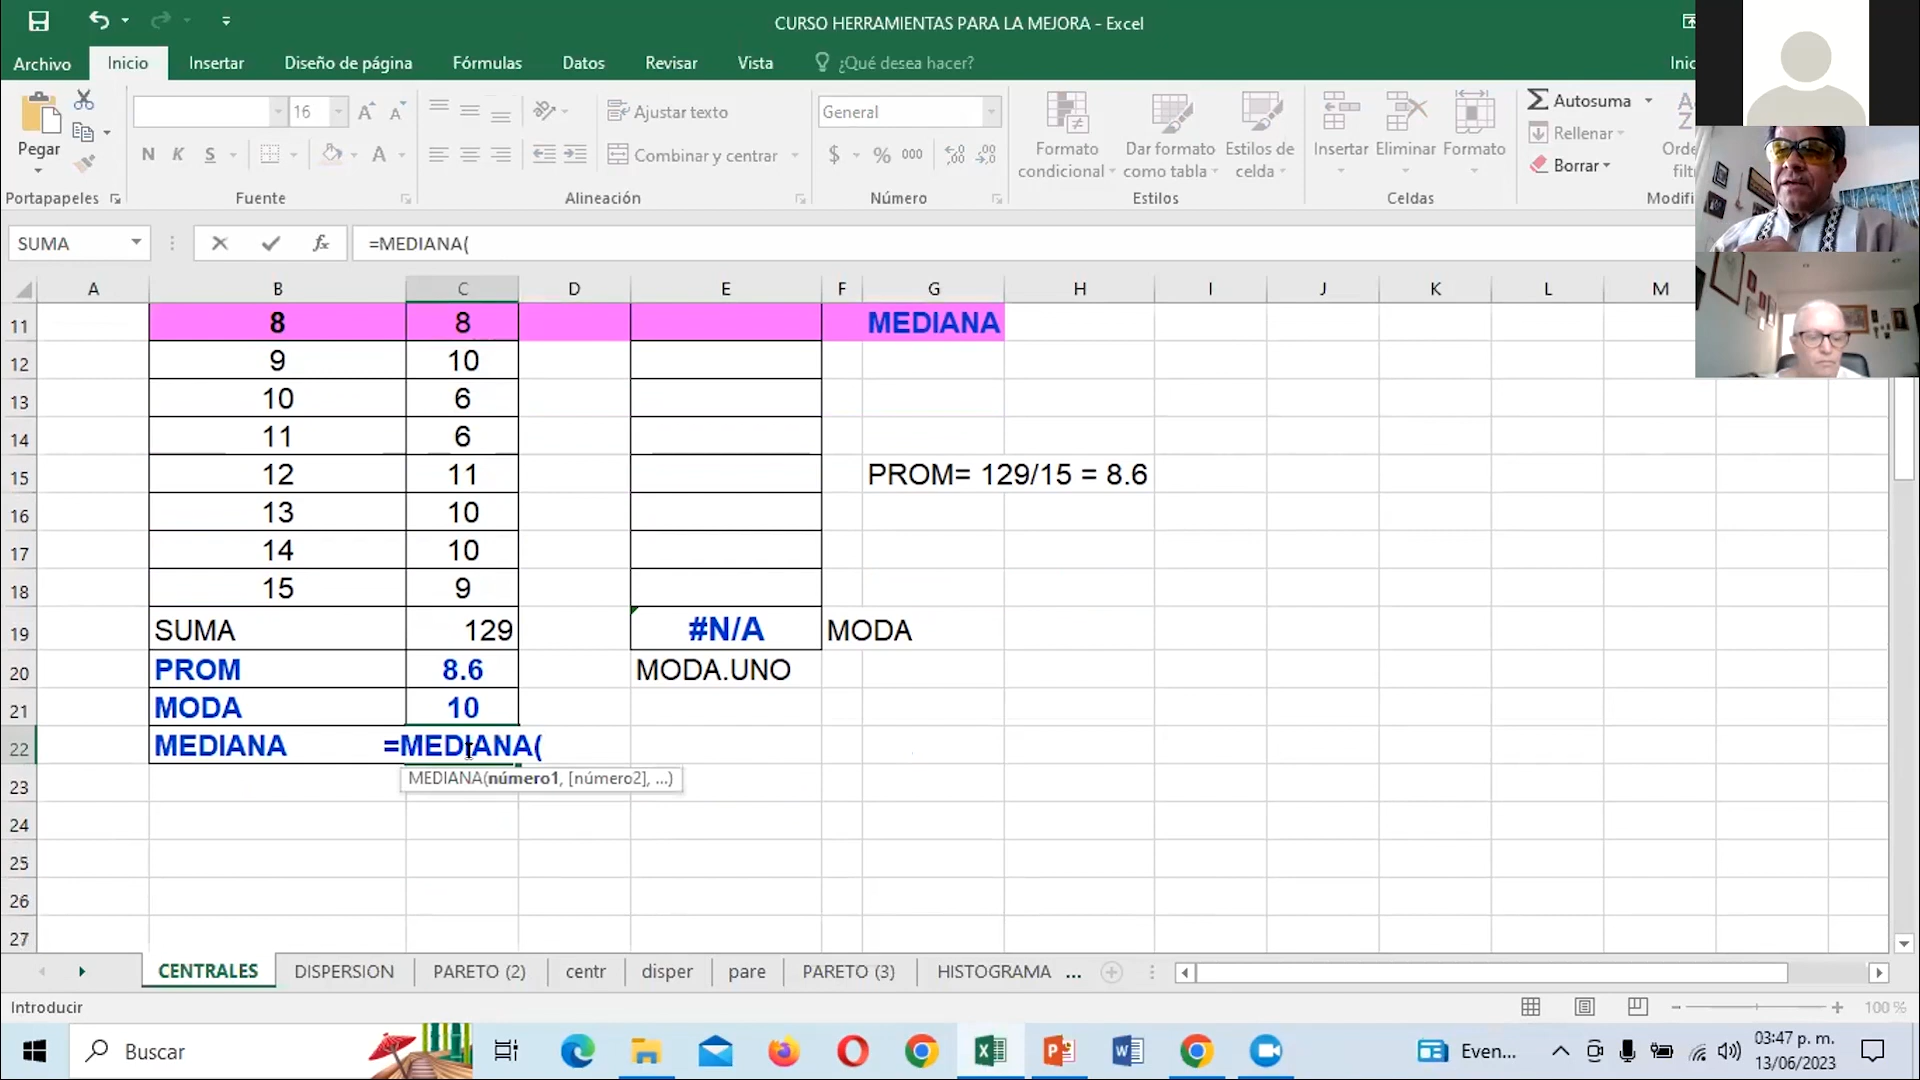 CURSO HERRAMIENTAS PARA LA MEJORA - Excel
Archivo Inicio Insertar Diseño de página Fórmulas Datos Revisar Vista ¿Qué desea hacer? Inic
Pegar
Portapapeles
16
N K S
Fuente
Ajustar texto
Combinar y centrar
Alineación
General
$ % 000
Número
Formato condicional
Dar formato como tabla
Estilos de celda
Estilos
Insertar Eliminar Formato
Celdas
Autosuma
Rellenar
Borrar
Orde
filt
Modifi
SUMA fx =MEDIANA(
A B C D E F G H I J K L M
11 8 8 MEDIANA
12 9 10
13 10 6
14 11 6
15 12 11 PROM= 129/15 = 8.6
16 13 10
17 14 10
18 15 9
19 SUMA 129 #N/A MODA
20 PROM 8.6 MODA.UNO
21 MODA 10
22 MEDIANA =MEDIANA(
MEDIANA(número1, [número2], ...)
23
24
25
26
27
CENTRALES DISPERSION PARETO (2) centr disper pare PARETO (3) HISTOGRAMA ...
Introducir 100 %
Buscar Even... 03:47 p. m.
13/06/2023